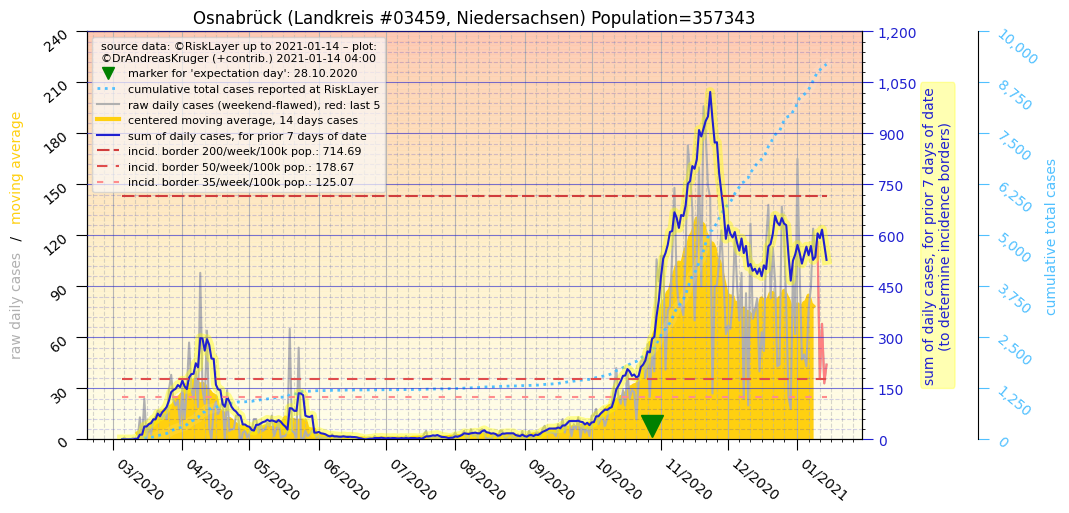 Osnabrück (Landkreis #03459, Niedersachsen) Population=357343
source data: ©RiskLayer up to 2021-01-14 – plot:
©DrAndreasKruger (+contrib.) 2021-01-14 04:00
marker for 'expectation day': 28.10.2020
cumulative total cases reported at RiskLayer
raw daily cases (weekend-flawed), red: last 5
centered moving average, 14 days cases
sum of daily cases, for prior 7 days of date
incid. border 200/week/100k pop.: 714.69
incid. border 50/week/100k pop.: 178.67
incid. border 35/week/100k pop.: 125.07
raw daily cases / moving average
240
210
180
150
120
90
60
30
0
03/2020
04/2020
05/2020
06/2020
07/2020
08/2020
09/2020
10/2020
11/2020
12/2020
01/2021
1,200
1,050
900
750
600
450
300
150
0
sum of daily cases, for prior 7 days of date
(to determine incidence borders)
10,000
8,750
7,500
6,250
5,000
3,750
2,500
1,250
0
cumulative total cases